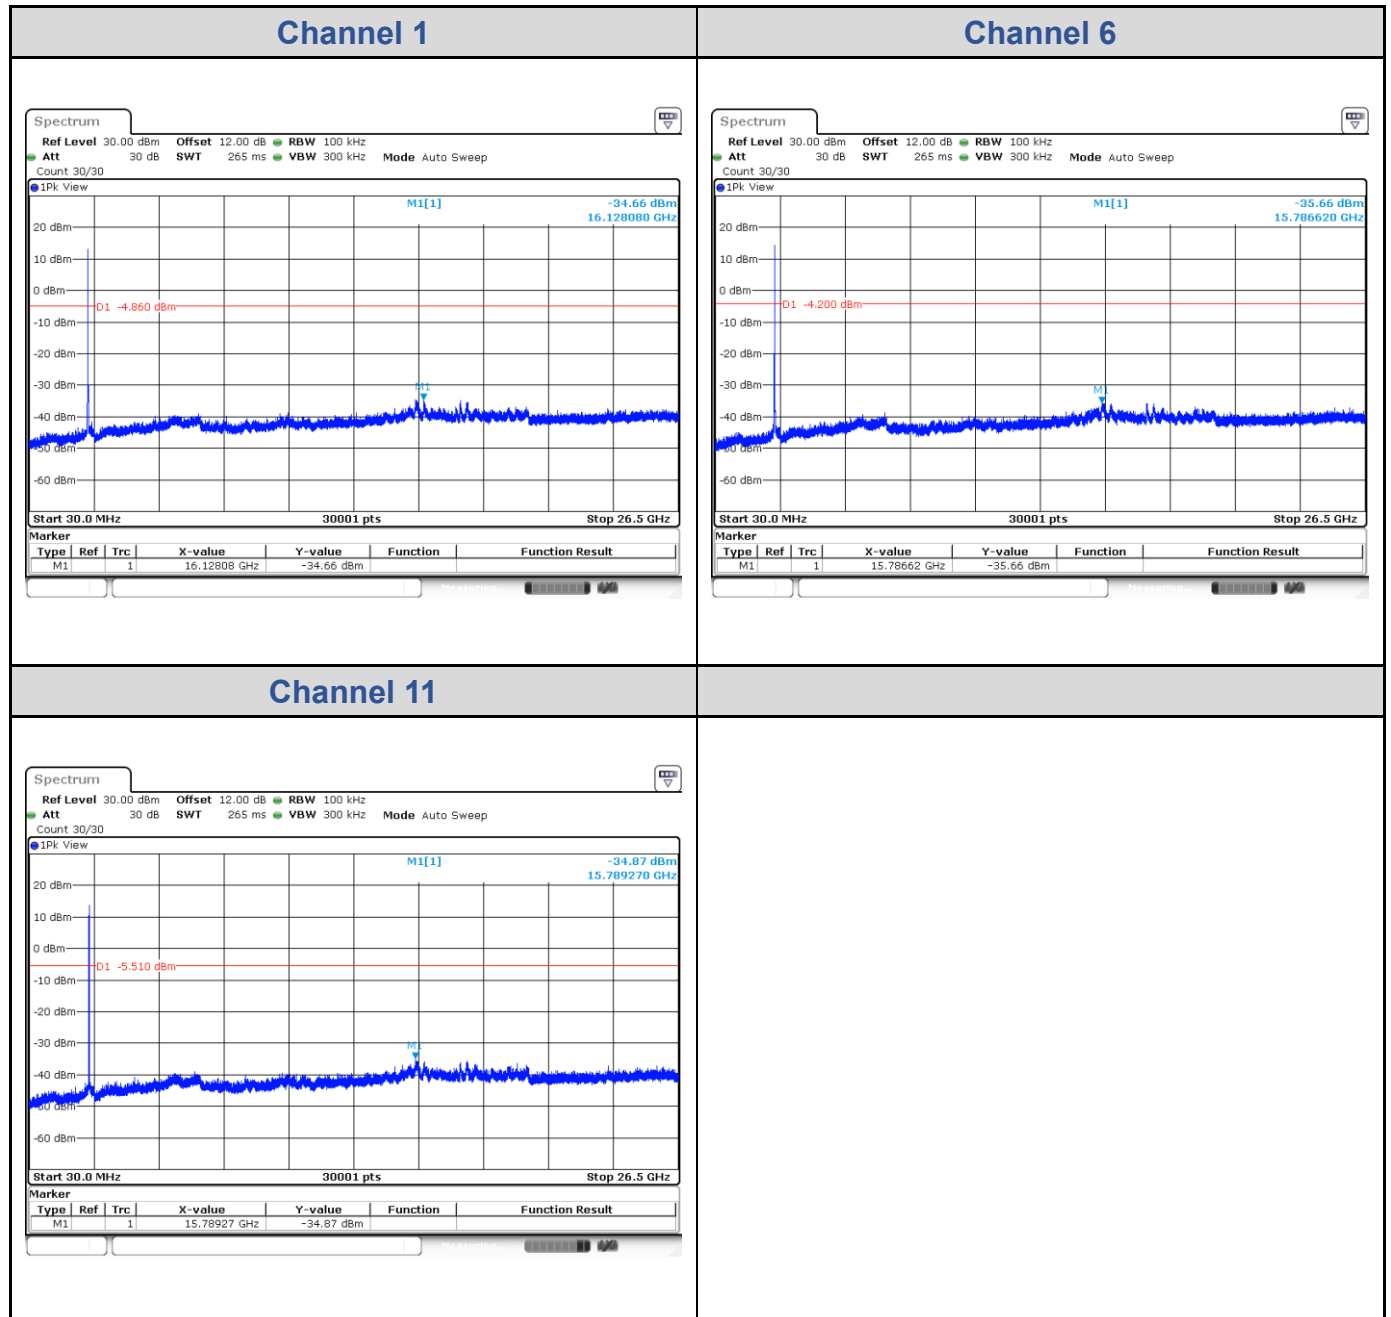 Channel 1
Channel 6
Spectrum
Ref Level 30.00 dBm Offset 12.00 dB RBW 100 kHz
Att 30 dB SWT 265 ms VBW 300 kHz Mode Auto Sweep
Count 30/30
1Pk View
M1[1] -34.66 dBm
16.128080 GHz
20 dBm
10 dBm
0 dBm
D1 -4.860 dBm
-10 dBm
-20 dBm
-30 dBm
M1
-40 dBm
-50 dBm
-60 dBm
Start 30.0 MHz 30001 pts Stop 26.5 GHz
Marker
Type Ref Trc X-value Y-value Function Function Result
M1 1 16.12808 GHz -34.66 dBm
Spectrum
Ref Level 30.00 dBm Offset 12.00 dB RBW 100 kHz
Att 30 dB SWT 265 ms VBW 300 kHz Mode Auto Sweep
Count 30/30
1Pk View
M1[1] -35.66 dBm
15.786620 GHz
20 dBm
10 dBm
0 dBm
D1 -4.200 dBm
-10 dBm
-20 dBm
-30 dBm
M1
-40 dBm
-50 dBm
-60 dBm
Start 30.0 MHz 30001 pts Stop 26.5 GHz
Marker
Type Ref Trc X-value Y-value Function Function Result
M1 1 15.78662 GHz -35.66 dBm
Channel 11
Spectrum
Ref Level 30.00 dBm Offset 12.00 dB RBW 100 kHz
Att 30 dB SWT 265 ms VBW 300 kHz Mode Auto Sweep
Count 30/30
1Pk View
M1[1] -34.87 dBm
15.789270 GHz
20 dBm
10 dBm
0 dBm
D1 -5.510 dBm
-10 dBm
-20 dBm
-30 dBm
M1
-40 dBm
-50 dBm
-60 dBm
Start 30.0 MHz 30001 pts Stop 26.5 GHz
Marker
Type Ref Trc X-value Y-value Function Function Result
M1 1 15.78927 GHz -34.87 dBm